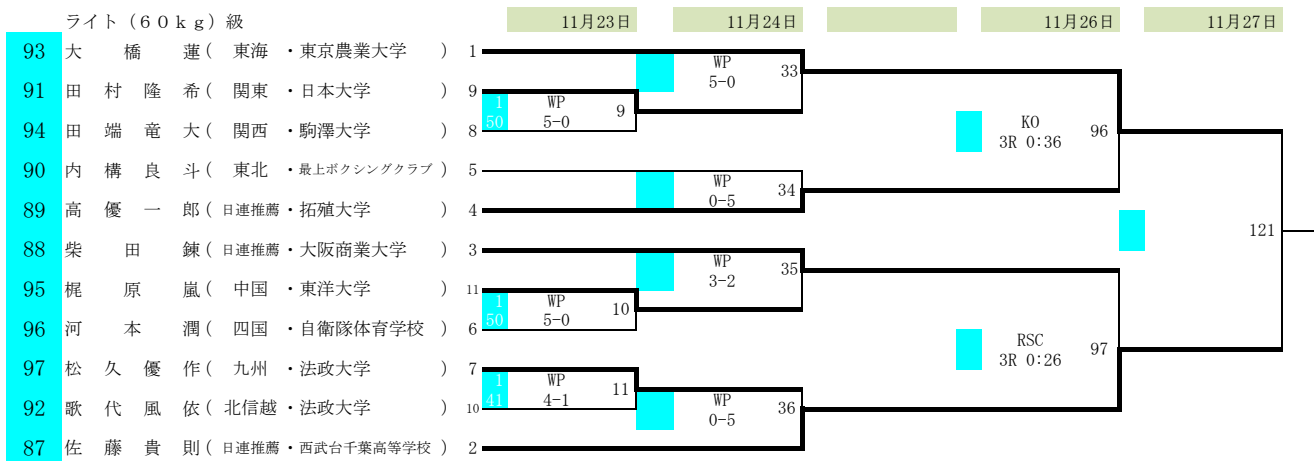 ライト(60kg)級 11月23日 11月24日 11月26日 11月27日
93 大橋蓮( 東海 ・東京農業大学 ) 1
WP 33
5-0
91 田村隆希( 関東 ・日本大学 ) 9
1 WP 9
50 5-0
94 田端竜大( 関西 ・駒澤大学 ) 8
KO 96
3R 0:36
90 内構良斗( 東北 ・最上ボクシングクラブ ) 5
WP 34
0-5
89 高優一郎( 日連推薦 ・拓殖大学 ) 4
121
88 柴田錬( 日連推薦 ・大阪商業大学 ) 3
WP 35
3-2
95 梶原嵐( 中国 ・東洋大学 ) 11
1 WP 10
50 5-0
96 河本潤( 四国 ・自衛隊体育学校 ) 6
RSC 97
3R 0:26
97 松久優作( 九州 ・法政大学 ) 7
1 WP 11
41 4-1
92 歌代風依( 北信越 ・法政大学 ) 10
WP 36
0-5
87 佐藤貴則( 日連推薦 ・西武台千葉高等学校 ) 2